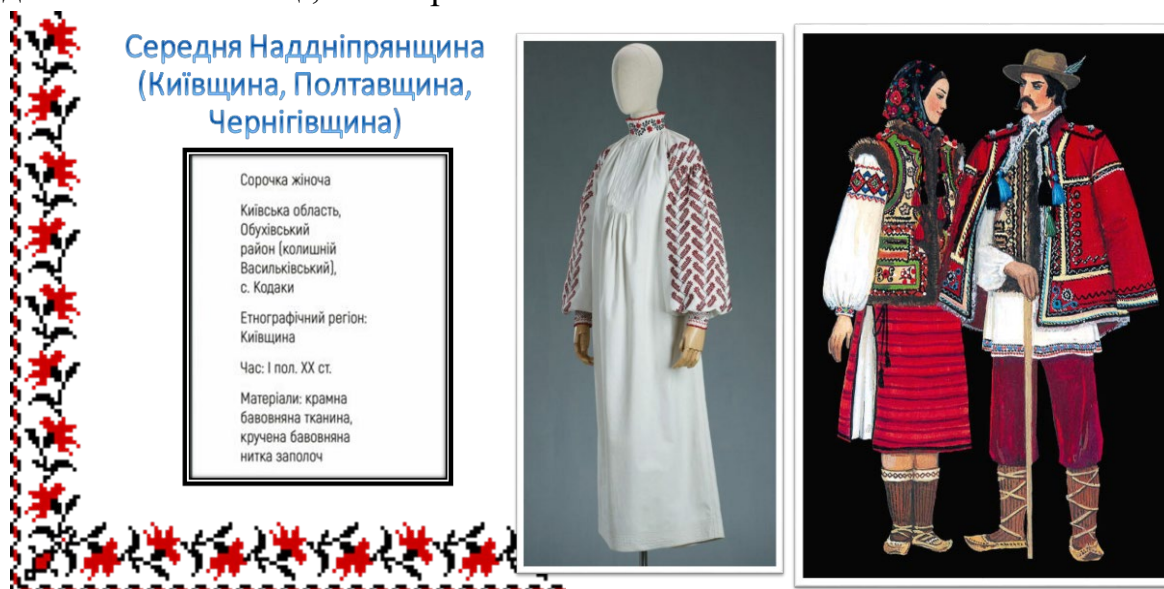 Середня Наддніпрянщина
(Київщина, Полтавщина,
Чернігівщина)
Сорочка жіноча
Київська область,
Обухівський
район (колишній
Васильківський),
с. Кодаки
Етнографічний регіон:
Київщина
Час: І пол. ХХ ст.
Матеріали: крамна
бавовняна тканина,
кручена бавовняна
нитка заполоч